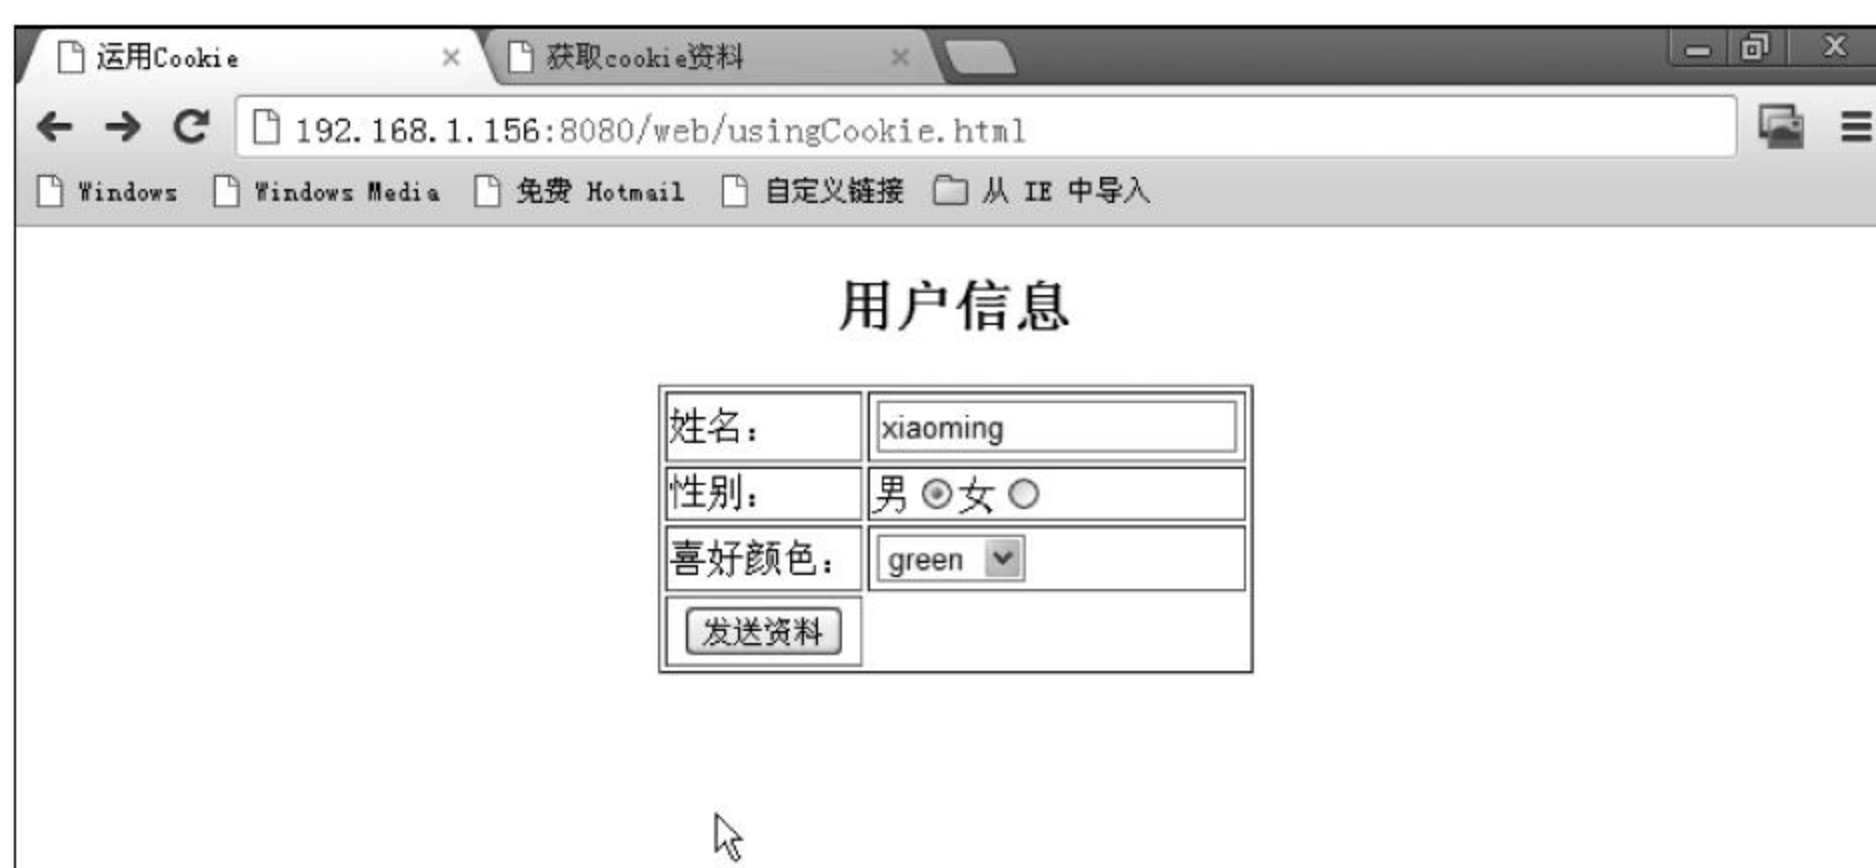 运用Cookie 获取cookie资料
192.168.1.156:8080/web/usingCookie.html
Windows Windows Media 免费 Hotmail 自定义链接 从 IE 中导入
用户信息
姓名： xiaoming
性别： 男 女
喜好颜色： green
发送资料